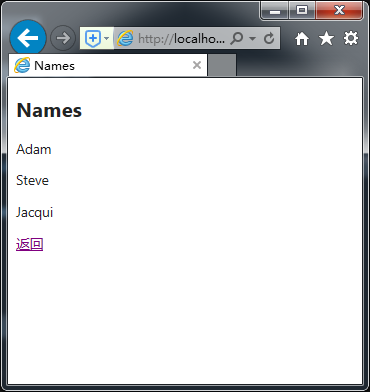 http://localho...
Names
Names
Adam
Steve
Jacqui
返回